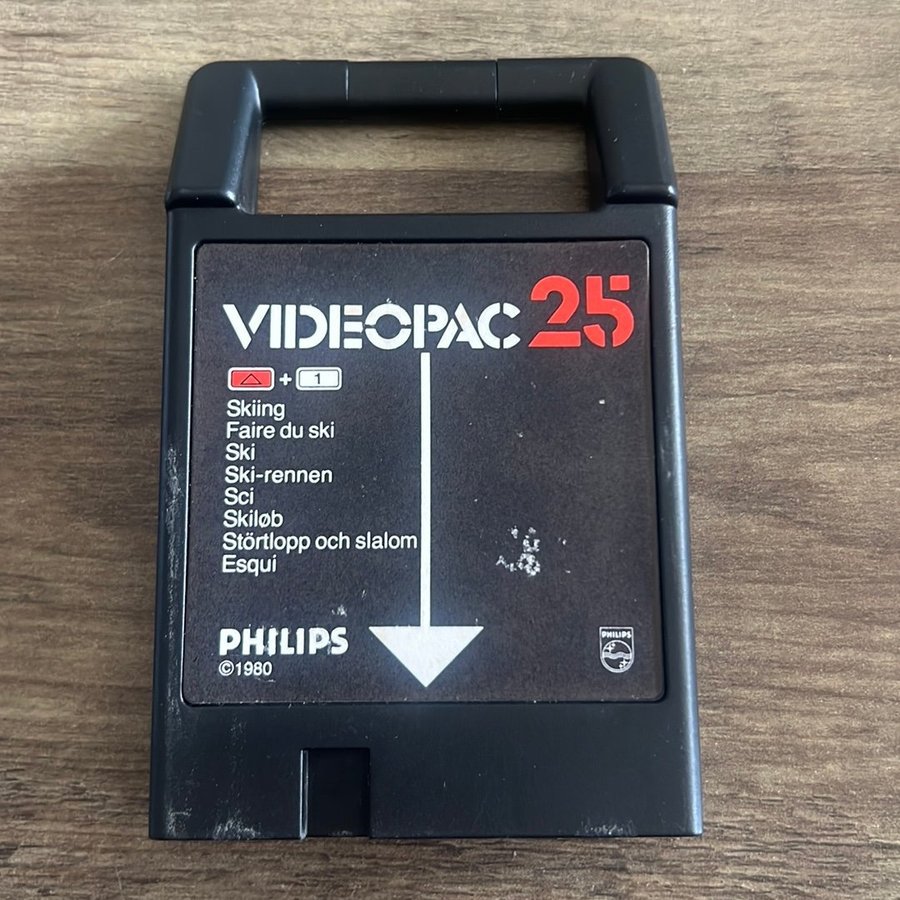 VIDEOPAC 25
△ + 1
Skiing
Faire du ski
Ski
Ski-rennen
Sci
Skiløb
Störtlopp och slalom
Esqui
PHILIPS
©1980
PHILIPS